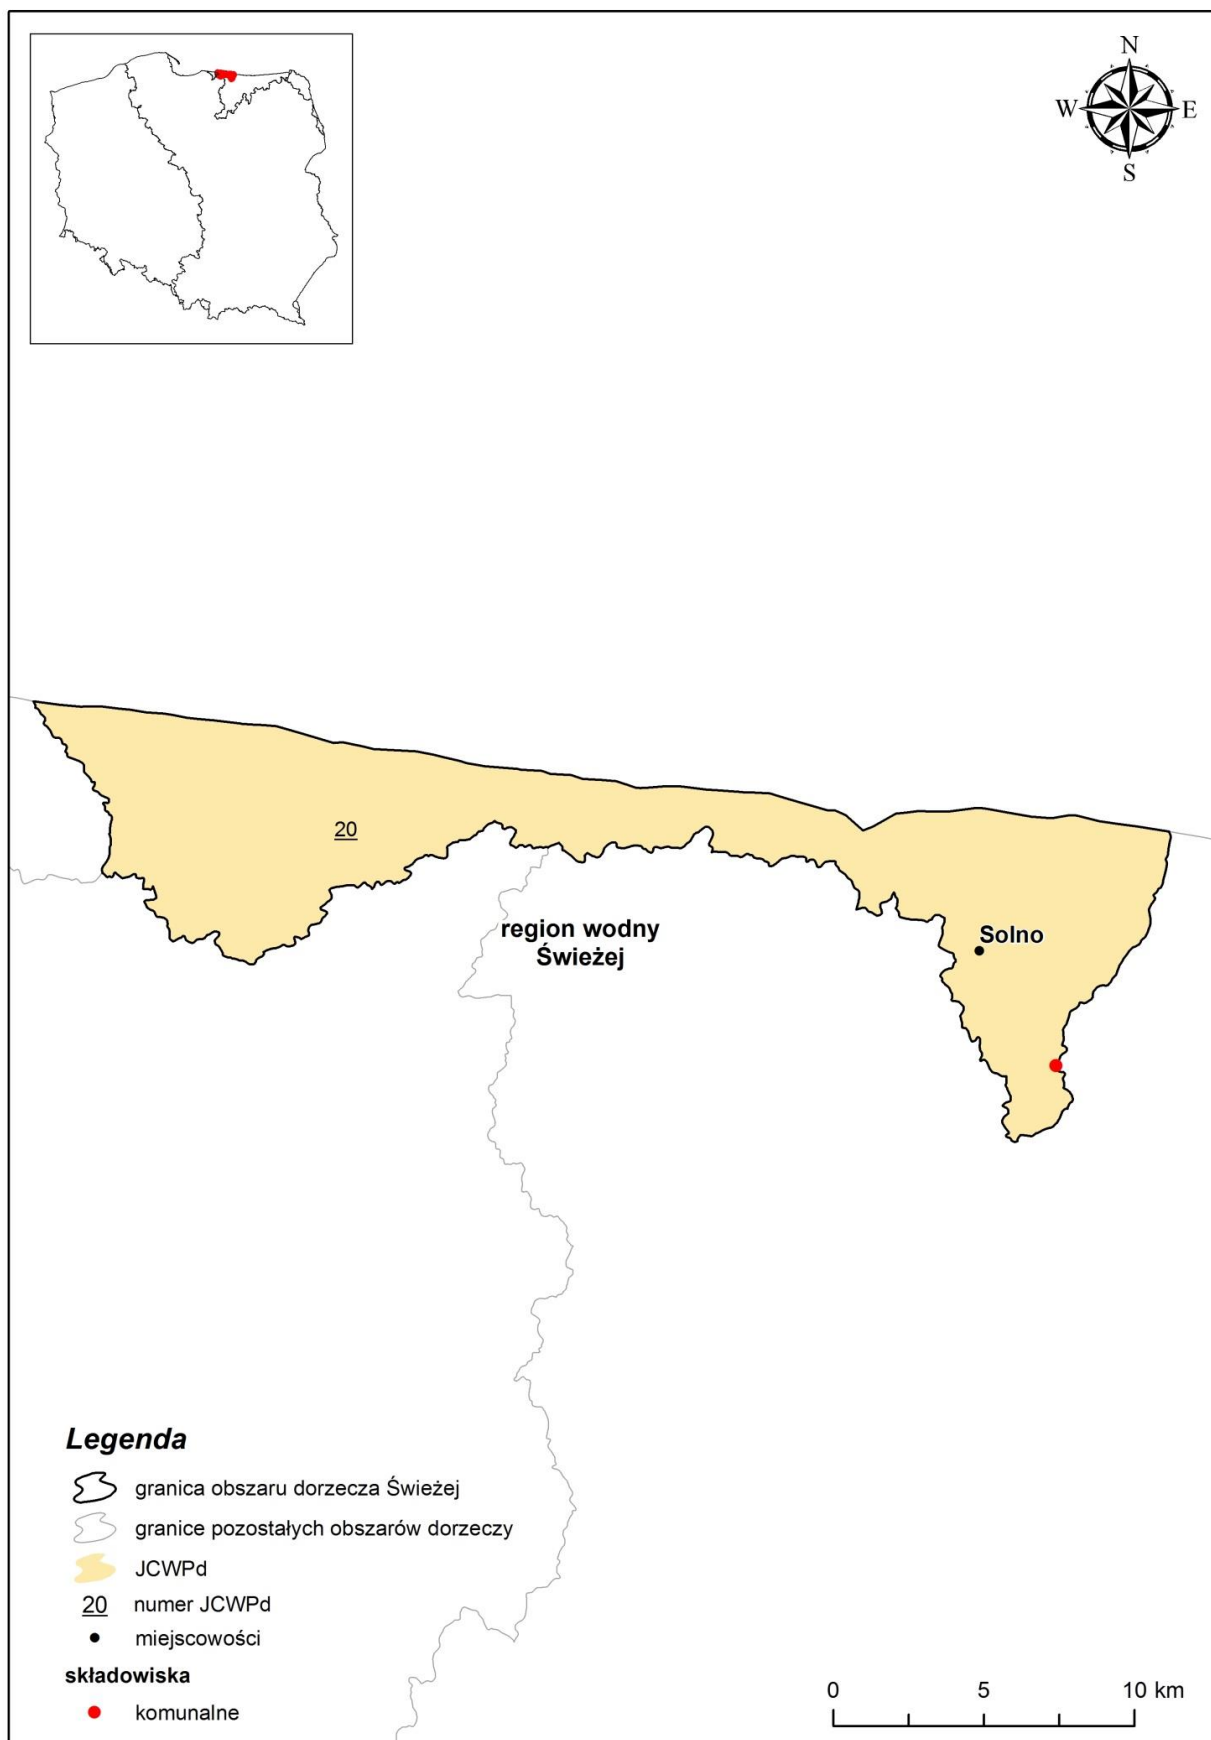 N
W E
S
20
region wodny
Świeżej
Solno
Legenda
granica obszaru dorzecza Świeżej
granice pozostałych obszarów dorzeczy
JCWPd
20 numer JCWPd
miejscowości
składowiska
komunalne
0 5 10 km